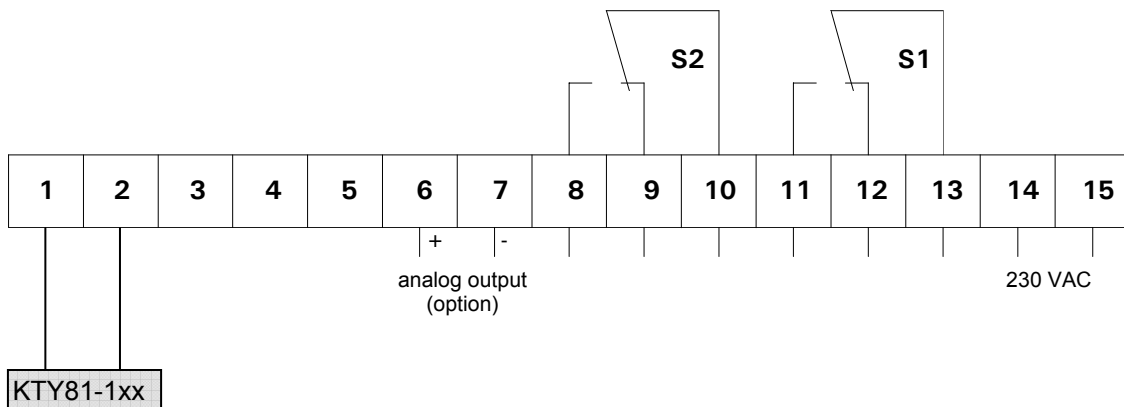 S2 S1
1 2 3 4 5 6 7 8 9 10 11 12 13 14 15
+ -
analog output 230 VAC
(option)
KTY81-1xx